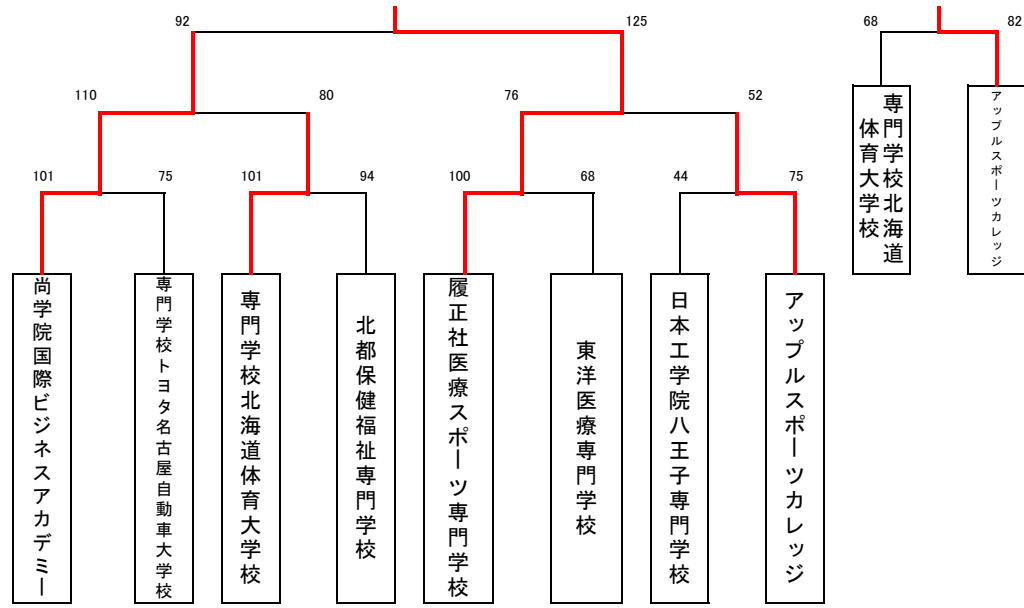 92
125
68
82
110
80
76
52
101
75
101
94
100
68
44
75
専門学校北海道
体育大学校
アップルスポーツカレッジ
尚学院国際ビジネスアカデミー
専門学校トヨタ名古屋自動車大学校
専門学校北海道体育大学校
北都保健福祉専門学校
履正社医療スポーツ専門学校
東洋医療専門学校
日本工学院八王子専門学校
アップルスポーツカレッジ